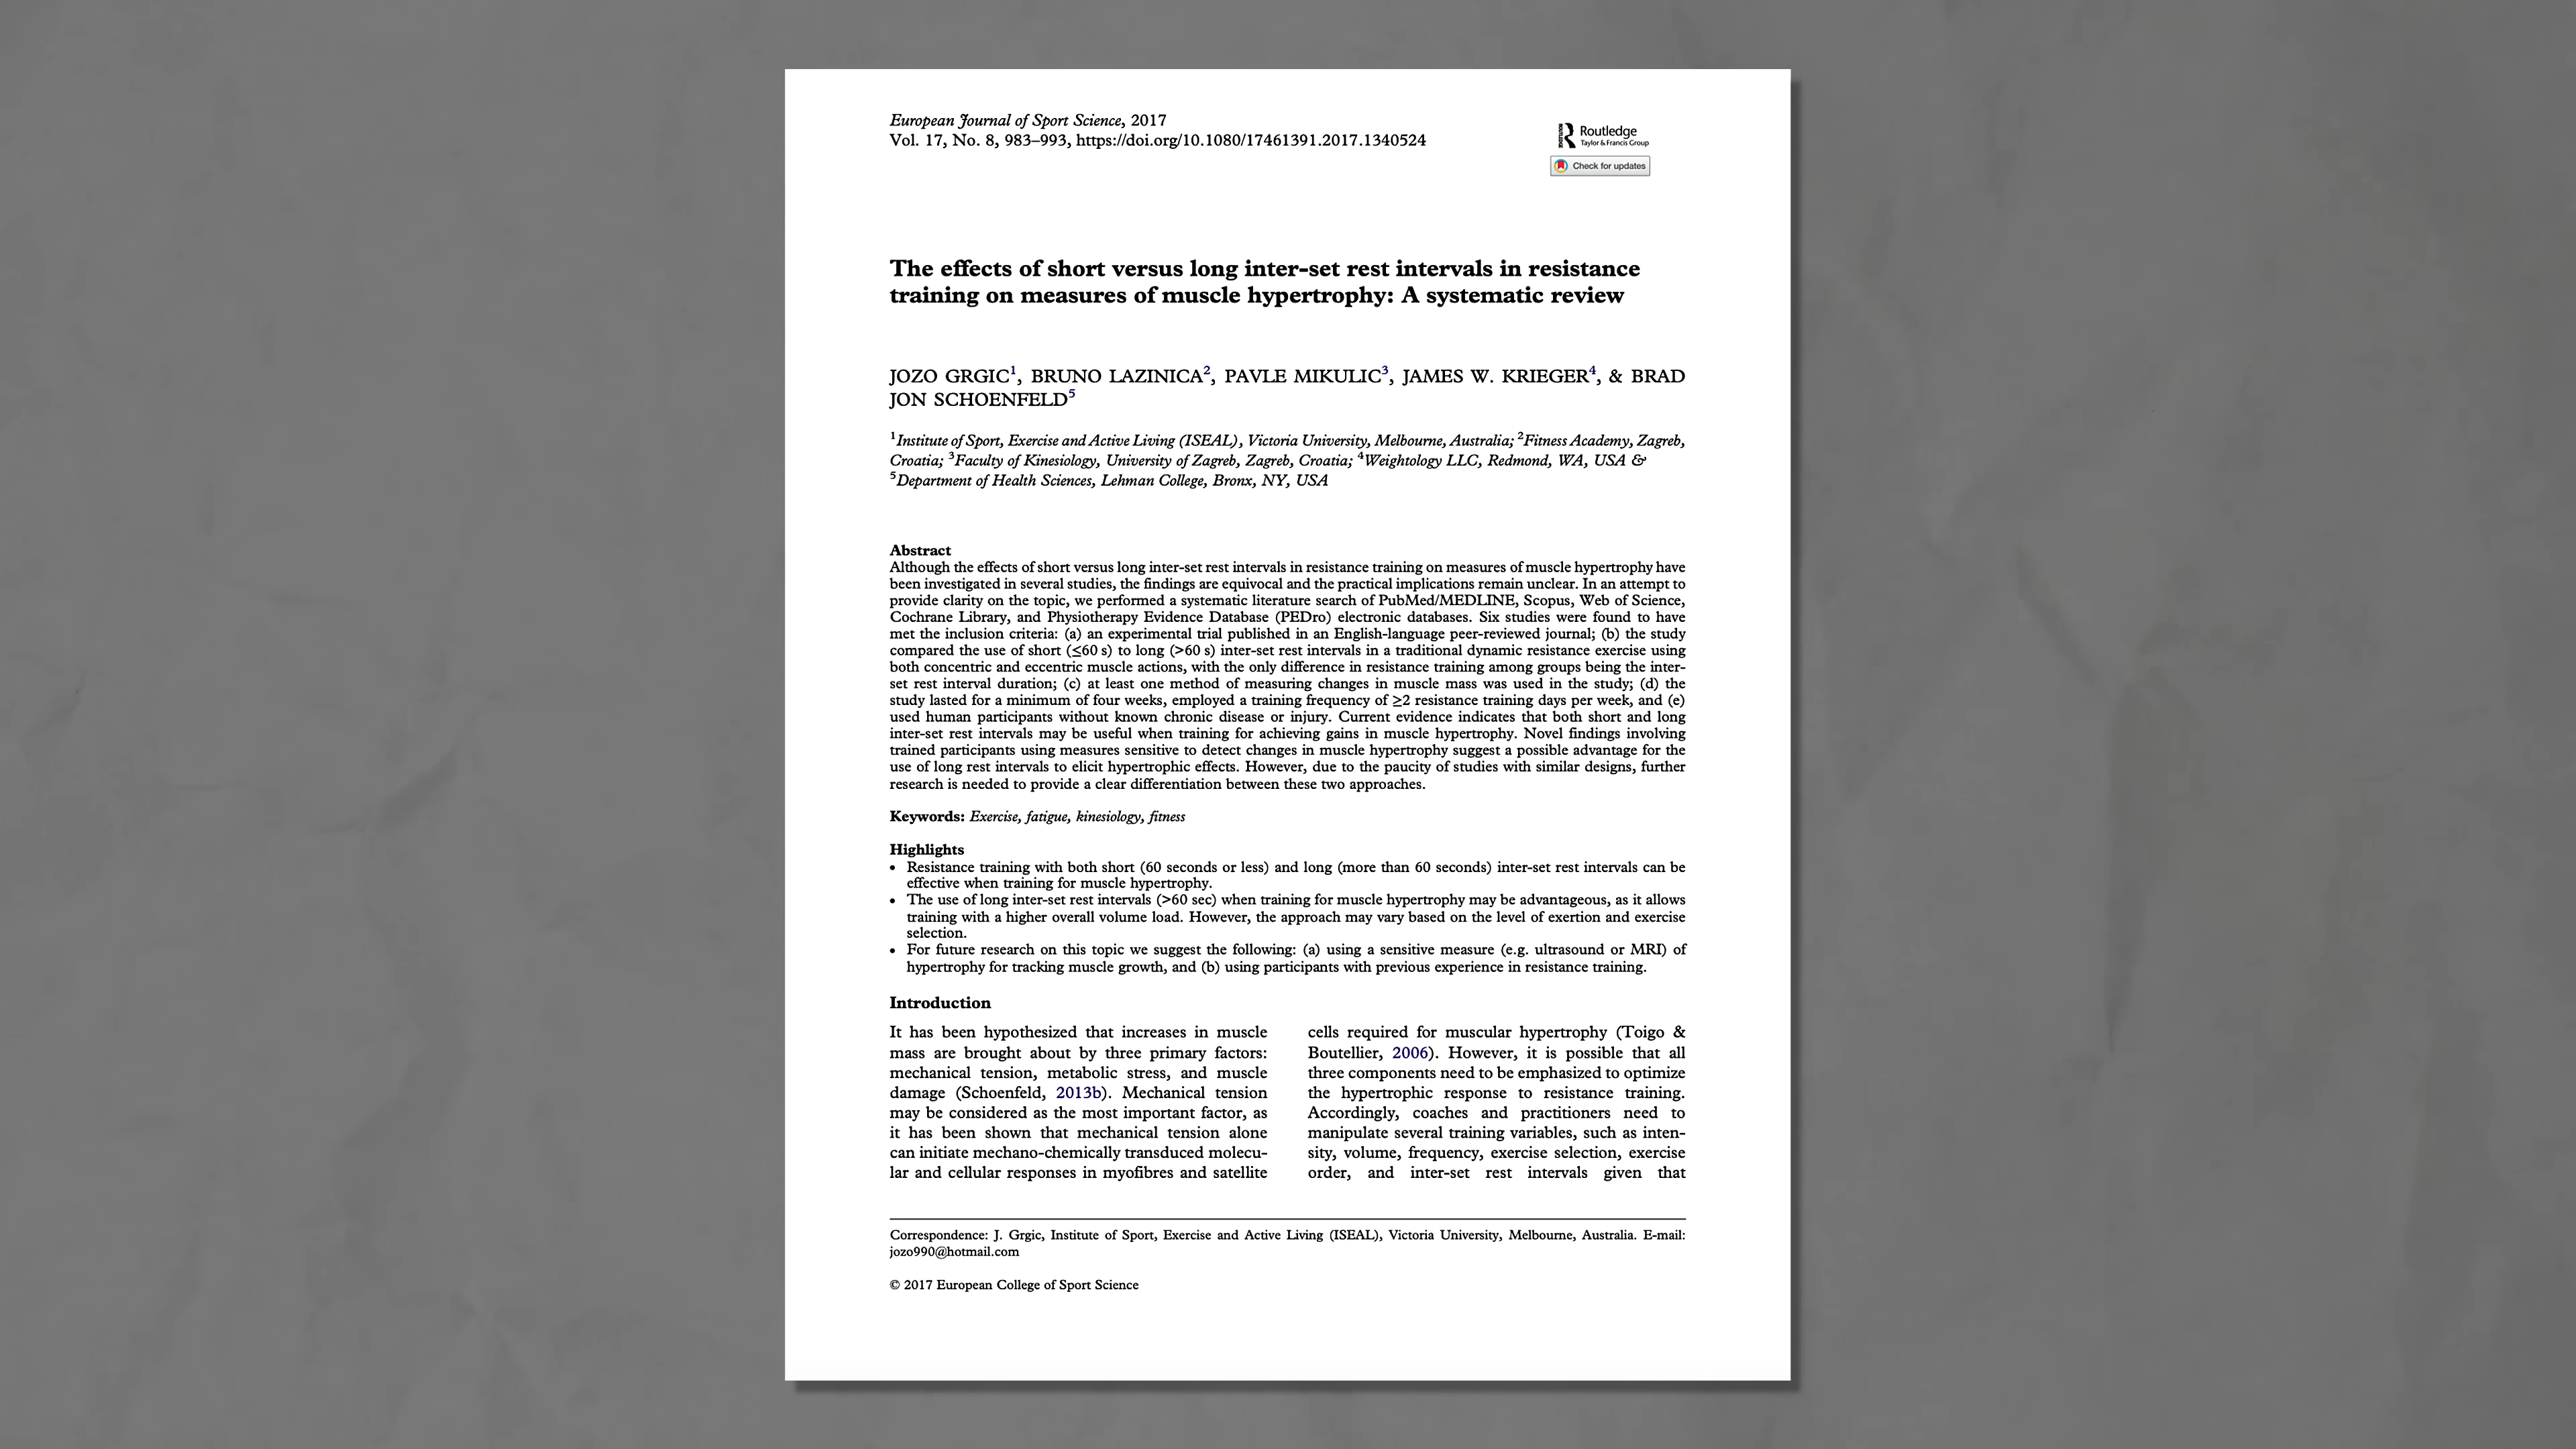 European Journal of Sport Science, 2017
Vol. 17, No. 8, 983–993, https://doi.org/10.1080/17461391.2017.1340524
ROUTLEDGE
Routledge
Taylor & Francis Group
Check for updates
The effects of short versus long inter-set rest intervals in resistance
training on measures of muscle hypertrophy: A systematic review
JOZO GRGIC1, BRUNO LAZINICA2, PAVLE MIKULIC3, JAMES W. KRIEGER4, & BRAD
JON SCHOENFELD5
1Institute of Sport, Exercise and Active Living (ISEAL), Victoria University, Melbourne, Australia; 2Fitness Academy, Zagreb,
Croatia; 3Faculty of Kinesiology, University of Zagreb, Zagreb, Croatia; 4Weightology LLC, Redmond, WA, USA &
5Department of Health Sciences, Lehman College, Bronx, NY, USA
Abstract
Although the effects of short versus long inter-set rest intervals in resistance training on measures of muscle hypertrophy have
been investigated in several studies, the findings are equivocal and the practical implications remain unclear. In an attempt to
provide clarity on the topic, we performed a systematic literature search of PubMed/MEDLINE, Scopus, Web of Science,
Cochrane Library, and Physiotherapy Evidence Database (PEDro) electronic databases. Six studies were found to have
met the inclusion criteria: (a) an experimental trial published in an English-language peer-reviewed journal; (b) the study
compared the use of short (≤60 s) to long (>60 s) inter-set rest intervals in a traditional dynamic resistance exercise using
both concentric and eccentric muscle actions, with the only difference in resistance training among groups being the inter-
set rest interval duration; (c) at least one method of measuring changes in muscle mass was used in the study; (d) the
study lasted for a minimum of four weeks, employed a training frequency of ≥2 resistance training days per week, and (e)
used human participants without known chronic disease or injury. Current evidence indicates that both short and long
inter-set rest intervals may be useful when training for achieving gains in muscle hypertrophy. Novel findings involving
trained participants using measures sensitive to detect changes in muscle hypertrophy suggest a possible advantage for the
use of long rest intervals to elicit hypertrophic effects. However, due to the paucity of studies with similar designs, further
research is needed to provide a clear differentiation between these two approaches.
Keywords: Exercise, fatigue, kinesiology, fitness
Highlights
• Resistance training with both short (60 seconds or less) and long (more than 60 seconds) inter-set rest intervals can be
effective when training for muscle hypertrophy.
• The use of long inter-set rest intervals (>60 sec) when training for muscle hypertrophy may be advantageous, as it allows
training with a higher overall volume load. However, the approach may vary based on the level of exertion and exercise
selection.
• For future research on this topic we suggest the following: (a) using a sensitive measure (e.g. ultrasound or MRI) of
hypertrophy for tracking muscle growth, and (b) using participants with previous experience in resistance training.
Introduction
It has been hypothesized that increases in muscle
mass are brought about by three primary factors:
mechanical tension, metabolic stress, and muscle
damage (Schoenfeld, 2013b). Mechanical tension
may be considered as the most important factor, as
it has been shown that mechanical tension alone
can initiate mechano-chemically transduced molecu-
lar and cellular responses in myofibres and satellite
cells required for muscular hypertrophy (Toigo &
Boutellier, 2006). However, it is possible that all
three components need to be emphasized to optimize
the hypertrophic response to resistance training.
Accordingly, coaches and practitioners need to
manipulate several training variables, such as inten-
sity, volume, frequency, exercise selection, exercise
order, and inter-set rest intervals given that
Correspondence: J. Grgic, Institute of Sport, Exercise and Active Living (ISEAL), Victoria University, Melbourne, Australia. E-mail:
jozo990@hotmail.com
© 2017 European College of Sport Science